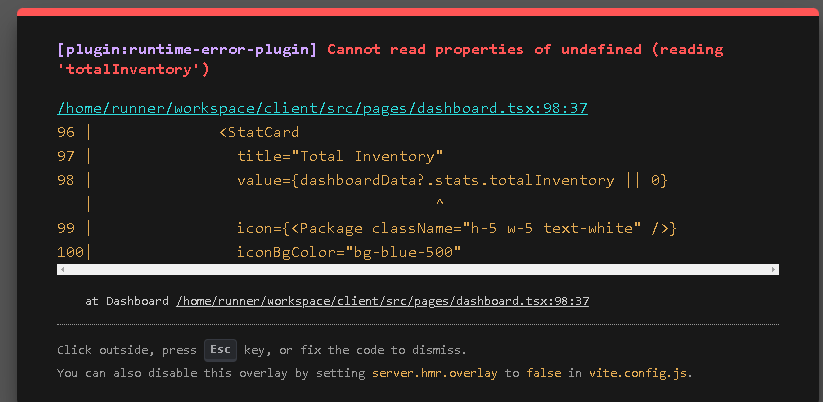 [plugin:runtime-error-plugin] Cannot read properties of undefined (reading
'totalInventory')
/home/runner/workspace/client/src/pages/dashboard.tsx:98:37
96 |                <StatCard
97 |                  title="Total Inventory"
98 |                  value={dashboardData?.stats.totalInventory || 0}
   |                                     ^
99 |                  icon={<Package className="h-5 w-5 text-white" />}
100|                  iconBgColor="bg-blue-500"
at Dashboard /home/runner/workspace/client/src/pages/dashboard.tsx:98:37
Click outside, press Esc key, or fix the code to dismiss.
You can also disable this overlay by setting server.hmr.overlay to false in vite.config.js.